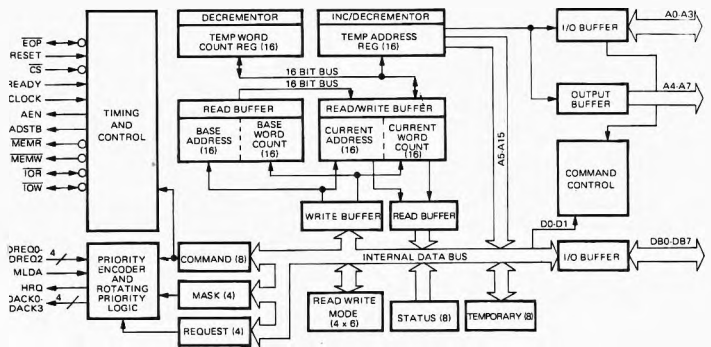 DECREMENTOR
TEMP WORD
COUNT REG (16)
INC/DECREMENTOR
TEMP ADDRESS
REG (16)
I/O BUFFER
A0-A3
16 BIT BUS
16 BIT BUS
OUTPUT
BUFFER
A4-A7
EOP
RESET
CS
READY
CLOCK
AEN
ADSTB
MEMR
MEMW
IOR
IOW
TIMING
AND
CONTROL
READ BUFFER
BASE
ADDRESS
(16)
BASE
WORD
COUNT
(16)
READ/WRITE BUFFER
CURRENT
ADDRESS
(16)
CURRENT
WORD
COUNT
(16)
A5-A15
COMMAND
CONTROL
WRITE BUFFER
READ BUFFER
D0-D1
DREQ0-
DREQ2
4
MLDA
HRQ
DACK0-
DACK3
4
PRIORITY
ENCODER
AND
ROTATING
PRIORITY
LOGIC
COMMAND (8)
MASK (4)
REQUEST (4)
INTERNAL DATA BUS
I/O BUFFER
DB0-DB7
READ WRITE
MODE
(4 x 6)
STATUS (8)
TEMPORARY (8)